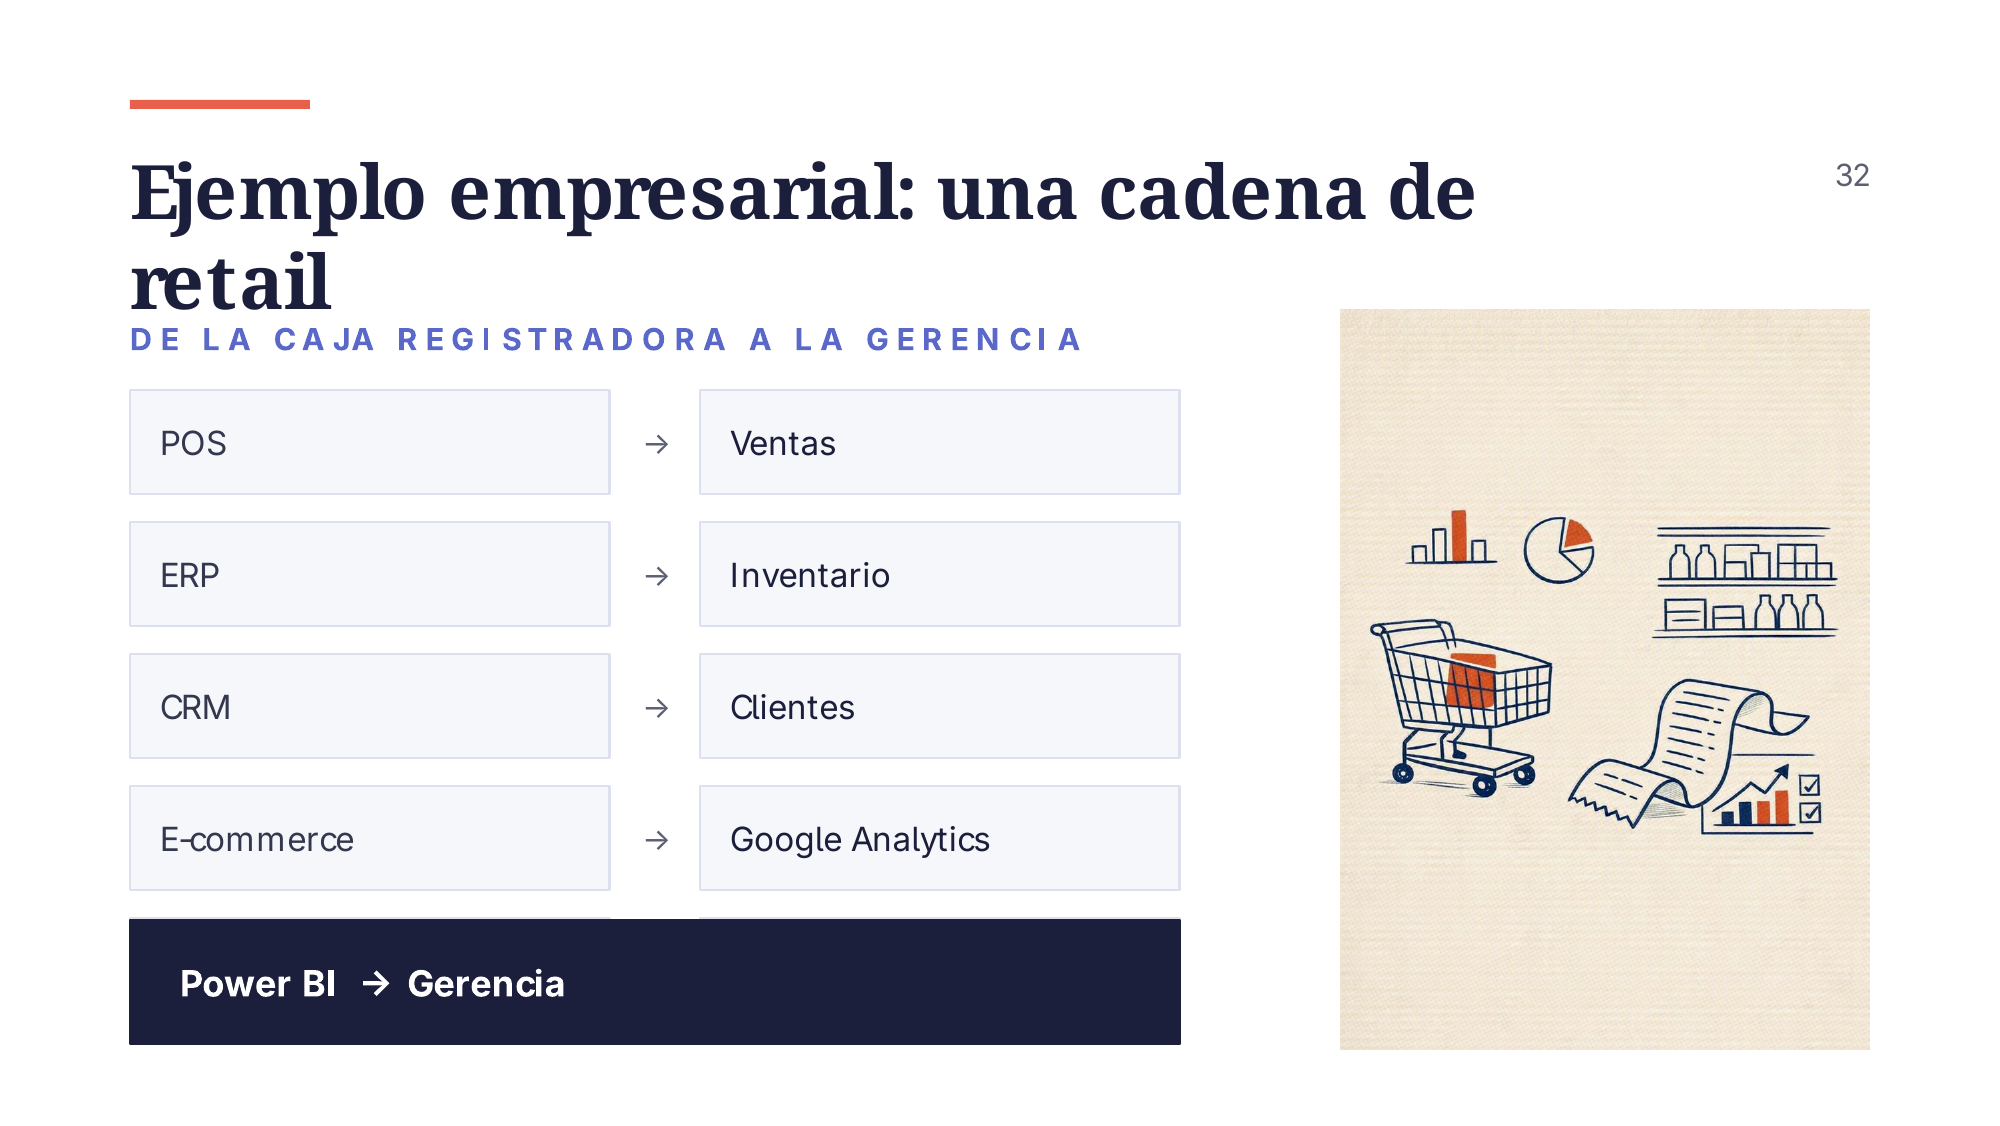 Ejemplo empresarial: una cadena de
retail
32
DE LA CAJA REGISTRADORA A LA GERENCIA
POS → Ventas
ERP → Inventario
CRM → Clientes
E-commerce → Google Analytics
Power BI → Gerencia